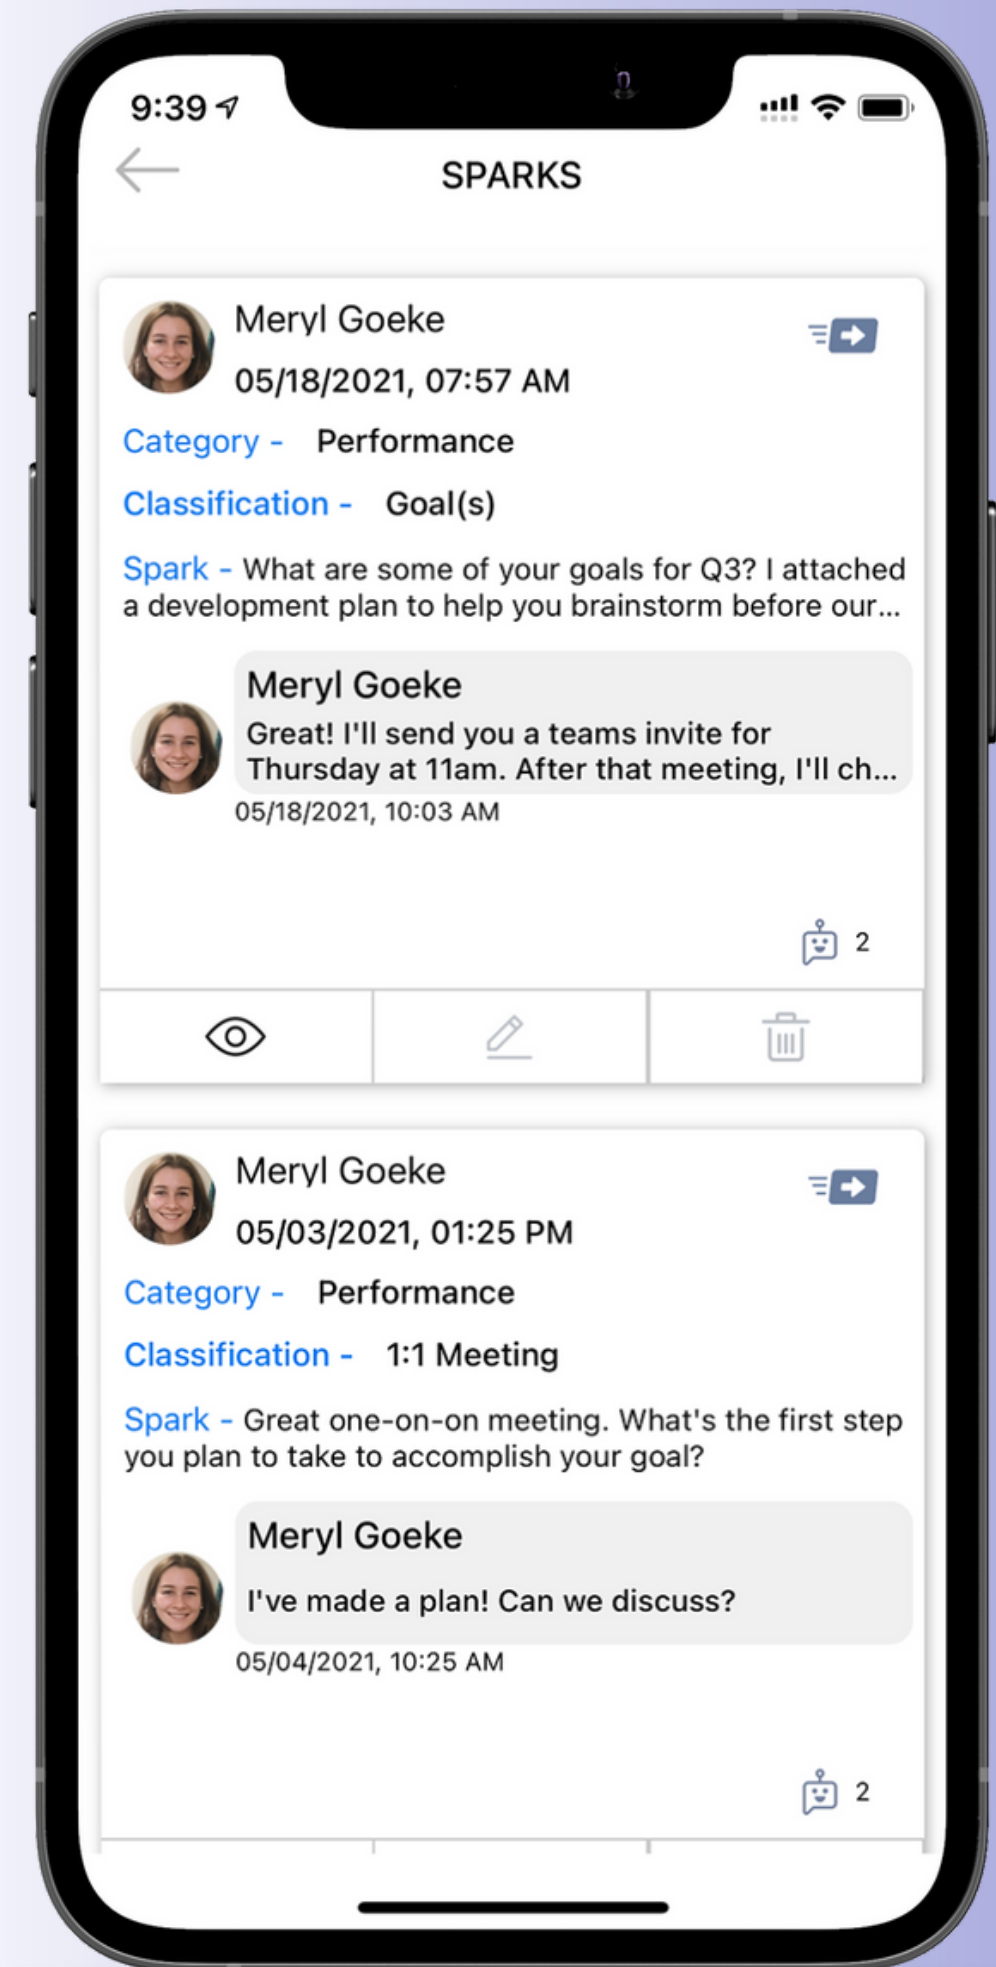 9:39
SPARKS
Meryl Goeke
05/18/2021, 07:57 AM
Category - Performance
Classification - Goal(s)
Spark - What are some of your goals for Q3? I attached
a development plan to help you brainstorm before our...
Meryl Goeke
Great! I'll send you a teams invite for
Thursday at 11am. After that meeting, I'll ch...
05/18/2021, 10:03 AM
2
Meryl Goeke
05/03/2021, 01:25 PM
Category - Performance
Classification - 1:1 Meeting
Spark - Great one-on-on meeting. What's the first step
you plan to take to accomplish your goal?
Meryl Goeke
I've made a plan! Can we discuss?
05/04/2021, 10:25 AM
2